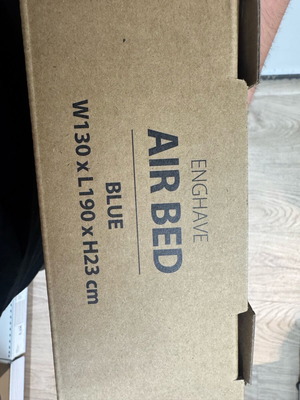 ENGHAVE
AIR BED
BLUE
W130 x L190 x H23 cm